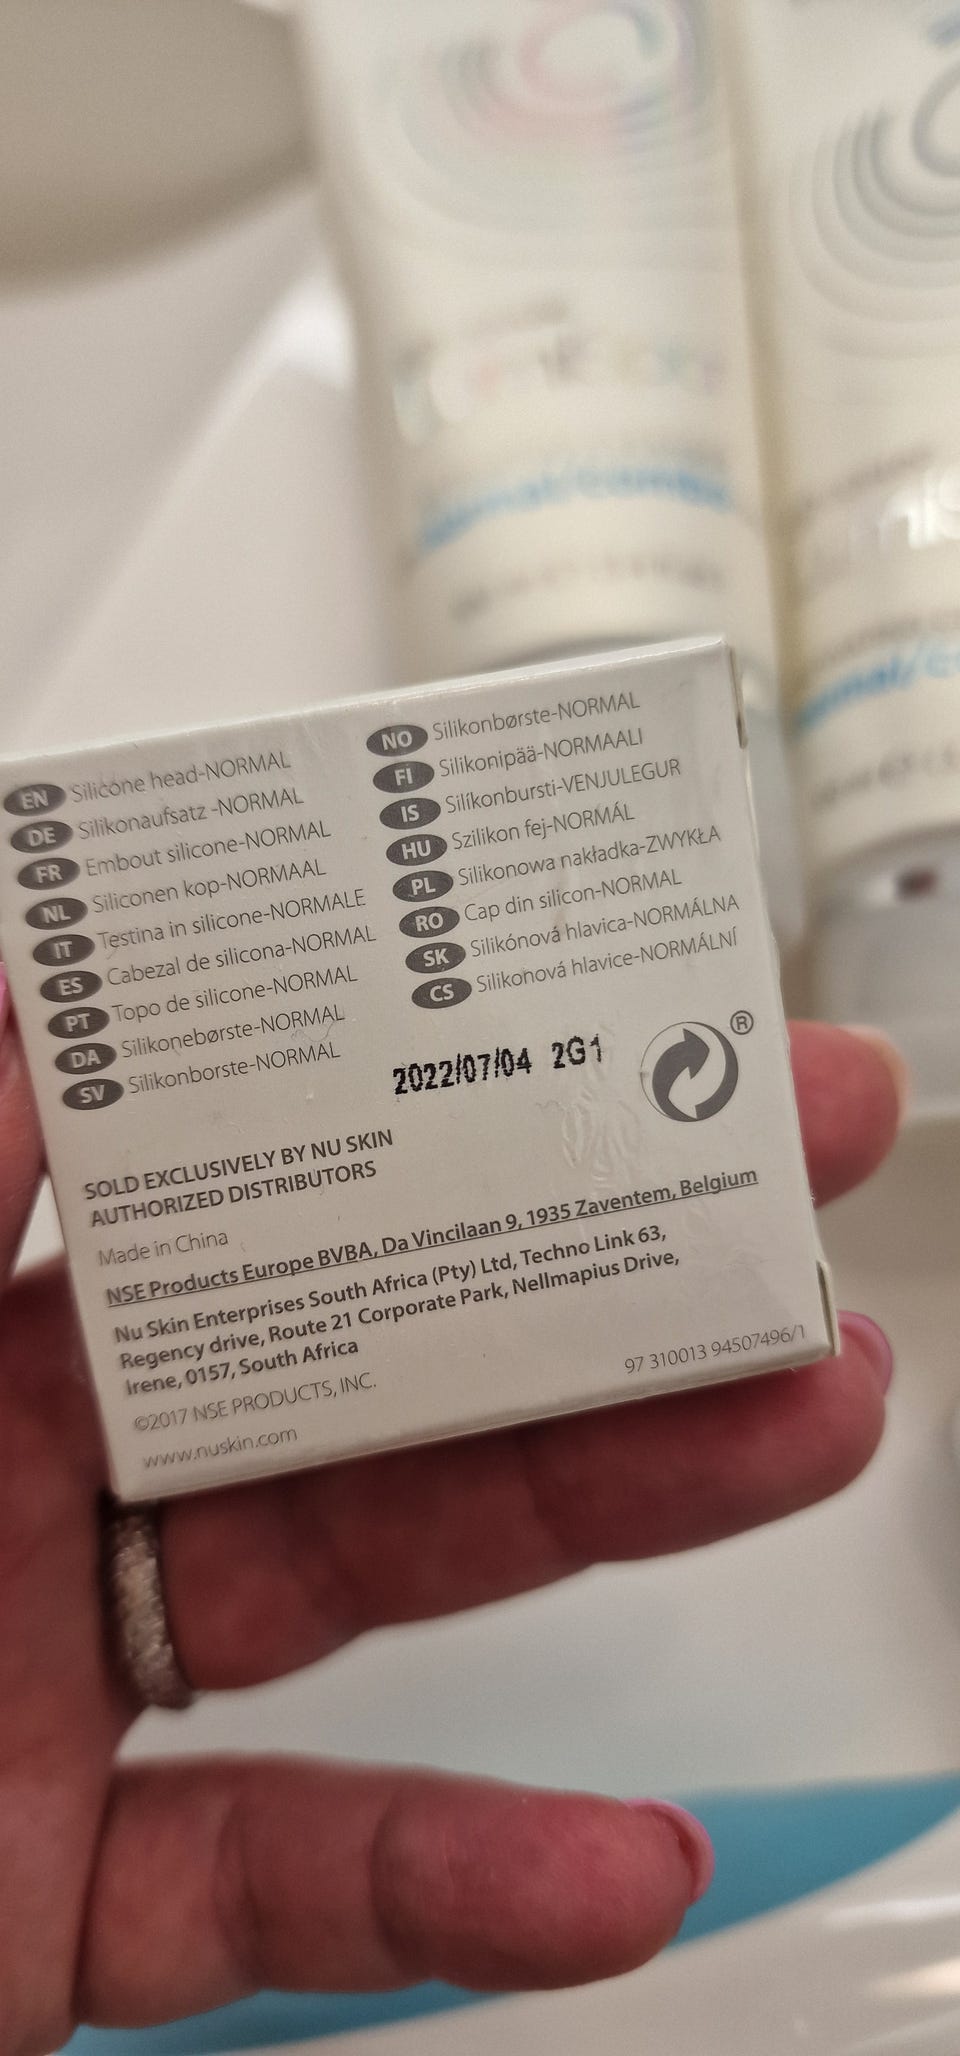 EN Silicone head-NORMAL
DE Silikonaufsatz -NORMAL
FR Embout silicone-NORMAL
NL Siliconen kop-NORMAAL
IT Testina in silicone-NORMALE
ES Cabezal de silicona-NORMAL
PT Topo de silicone-NORMAL
DA Silikonebørste-NORMAL
SV Silikonborste-NORMAL
NO Silikonbørste-NORMAL
FI Silikonipää-NORMAALI
IS Silíkonbursti-VENJULEGUR
HU Szilikon fej-NORMÁL
PL Silikonowa nakładka-ZWYKŁA
RO Cap din silicon-NORMAL
SK Silikónová hlavica-NORMÁLNA
CS Silikonová hlavice-NORMÁLNÍ
2022/07/04 2G1
®
SOLD EXCLUSIVELY BY NU SKIN
AUTHORIZED DISTRIBUTORS
Made in China
NSE Products Europe BVBA, Da Vincilaan 9, 1935 Zaventem, Belgium
Nu Skin Enterprises South Africa (Pty) Ltd, Techno Link 63,
Regency drive, Route 21 Corporate Park, Nellmapius Drive,
Irene, 0157, South Africa
©2017 NSE PRODUCTS, INC.
www.nuskin.com
97 310013 94507496/1